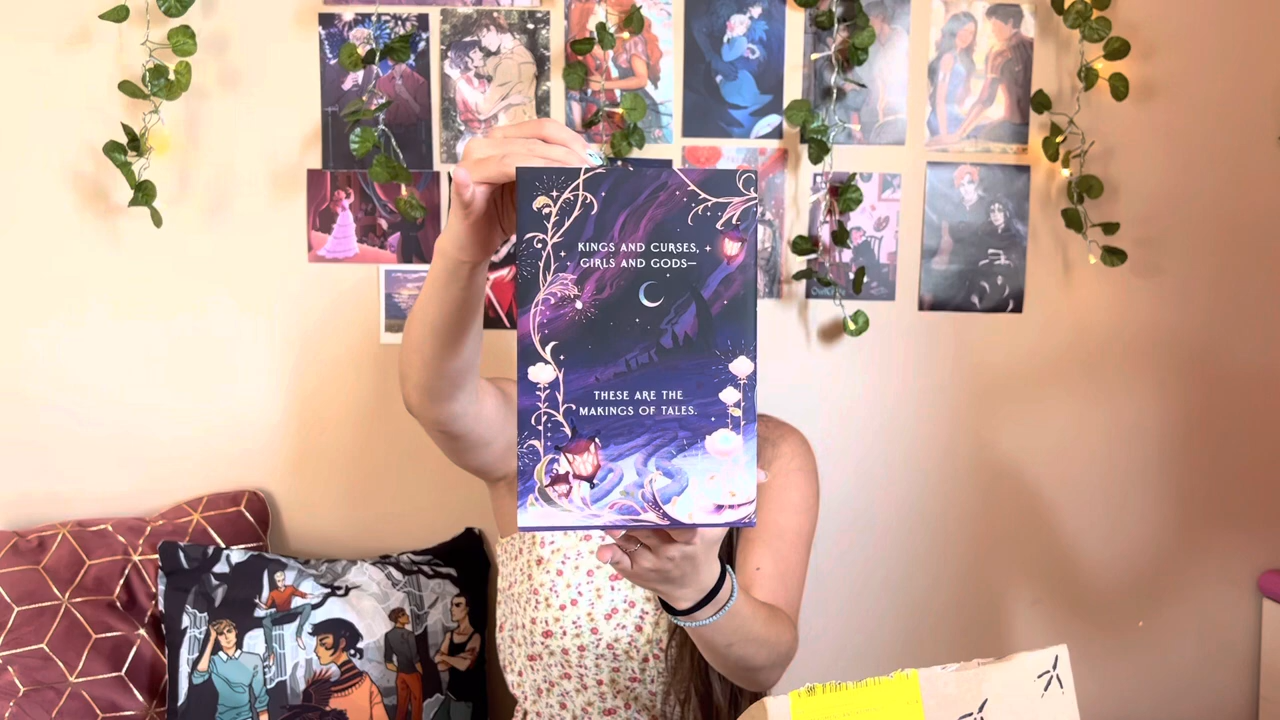 KINGS AND CURSES,
GIRLS AND GODS—
THESE ARE THE
MAKINGS OF TALES.